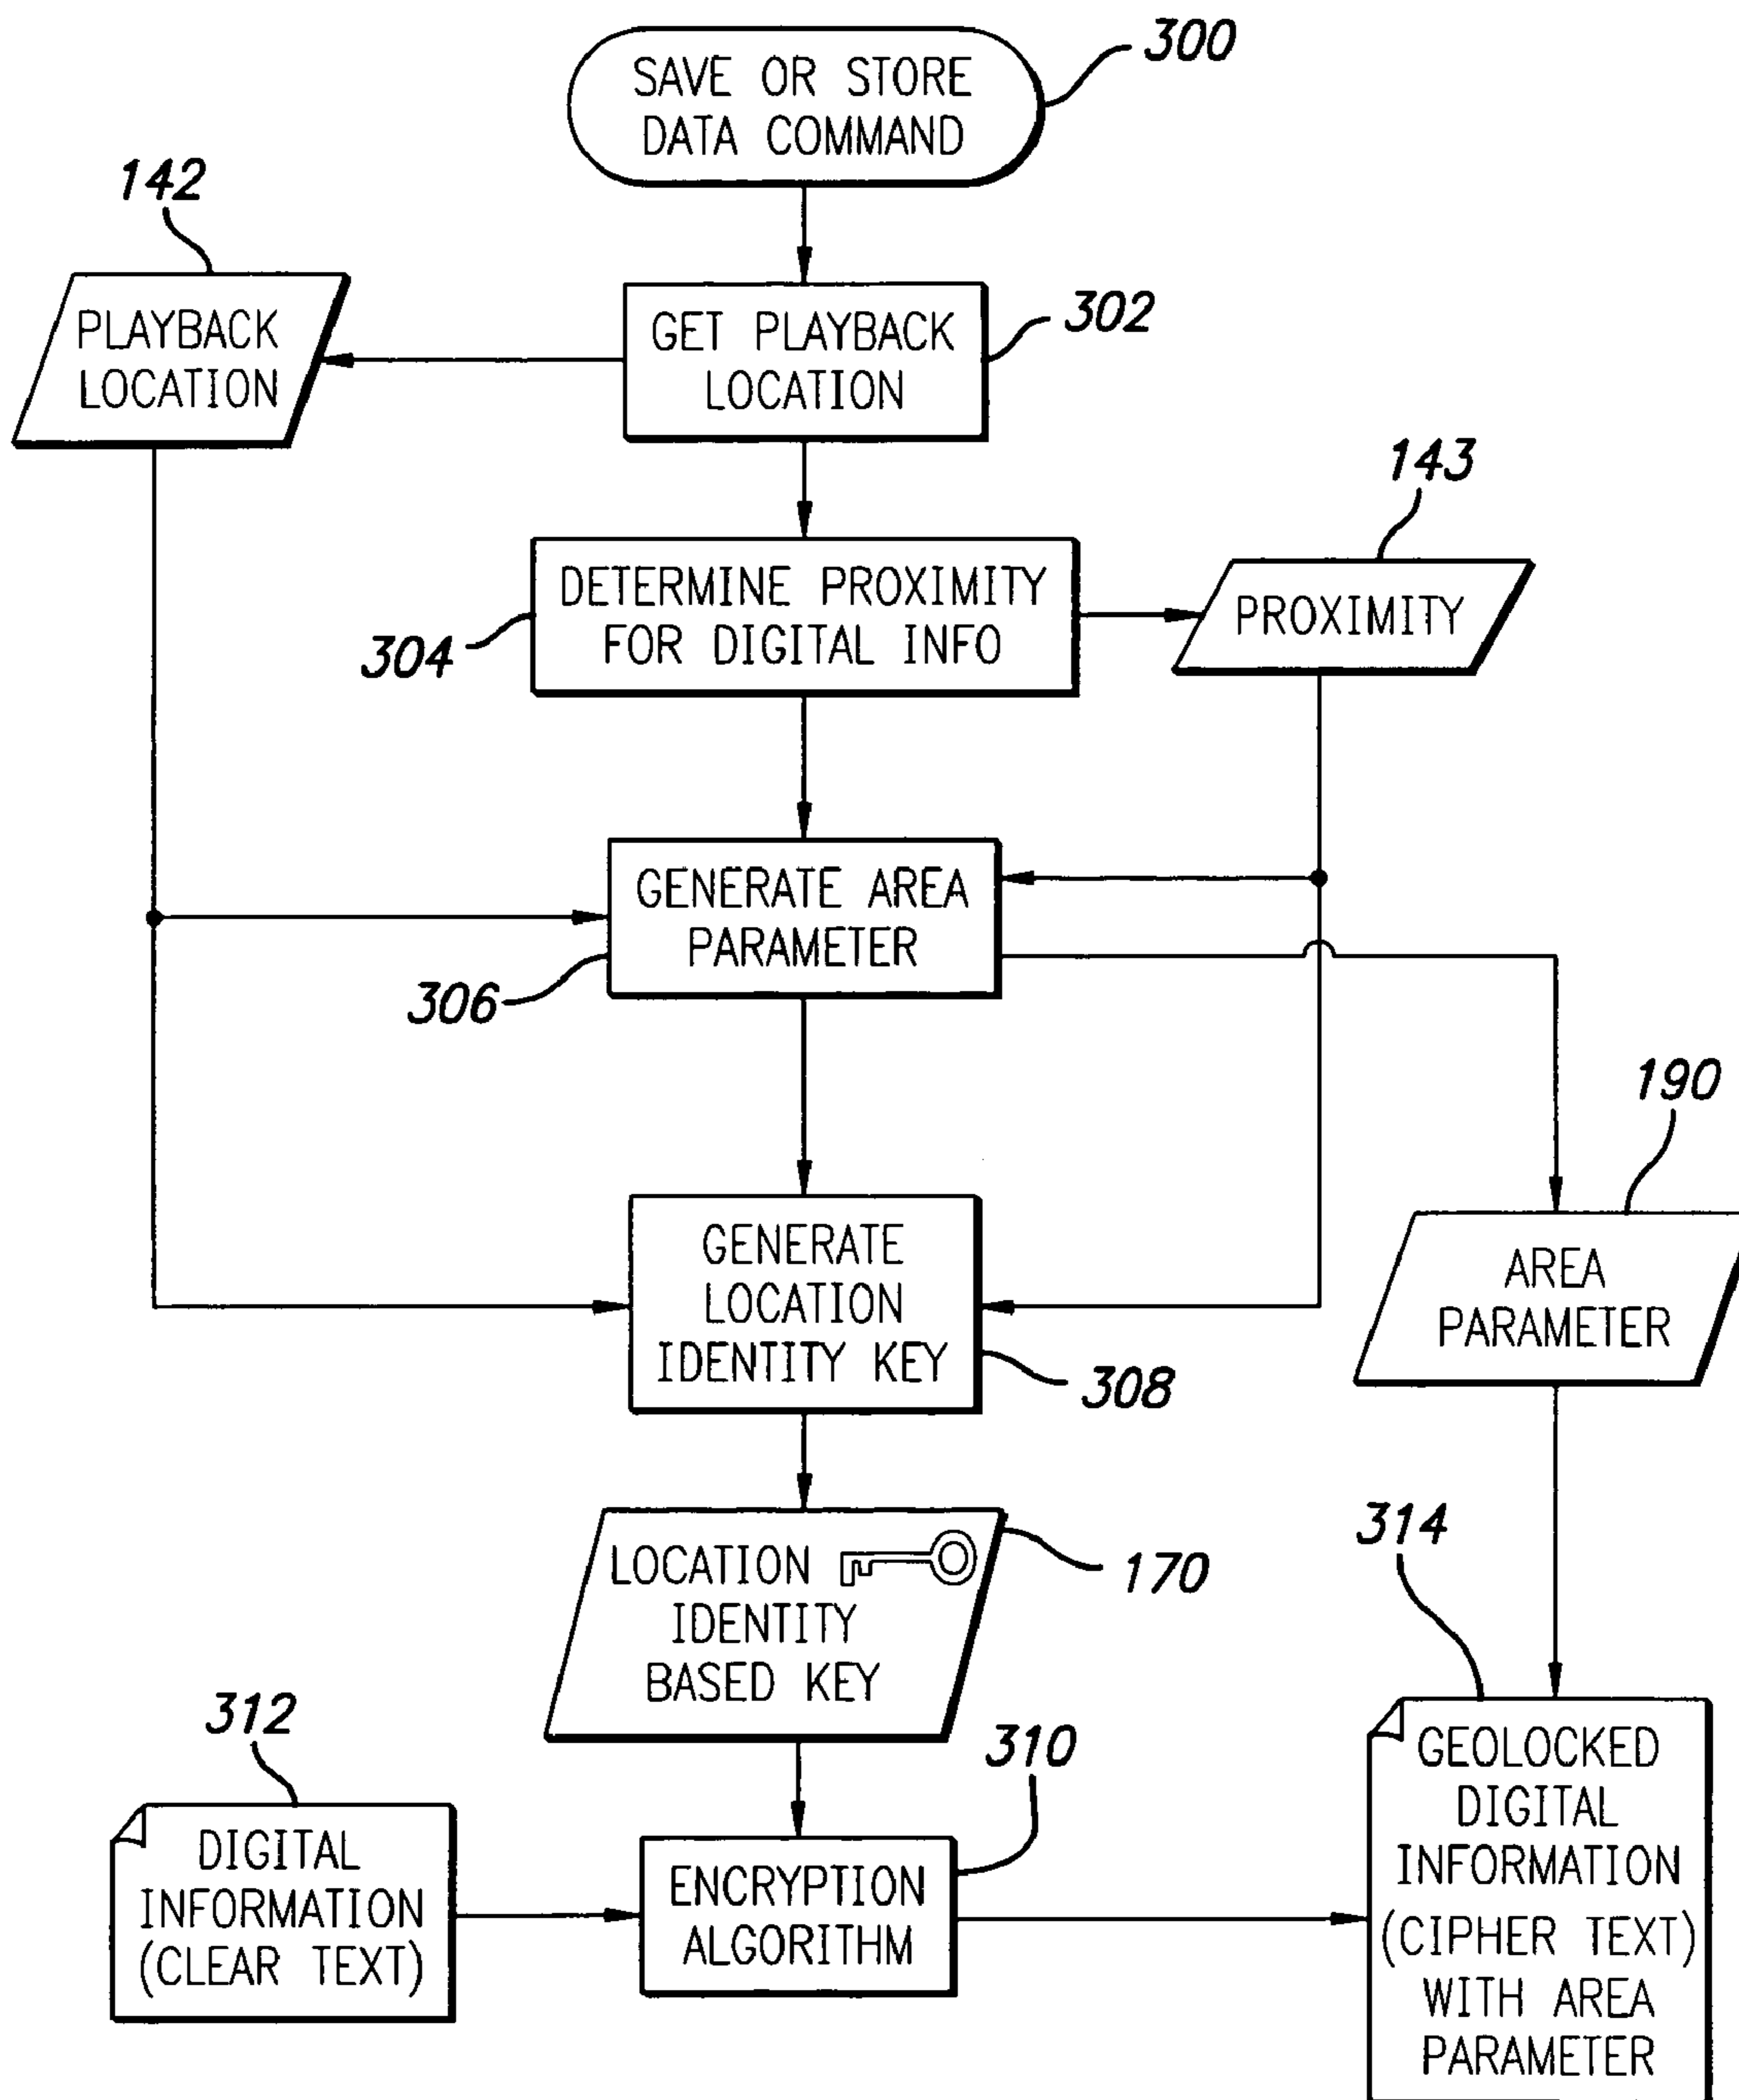 300
SAVE OR STORE
DATA COMMAND
142
PLAYBACK
LOCATION
302
GET PLAYBACK
LOCATION
143
PROXIMITY
304
DETERMINE PROXIMITY
FOR DIGITAL INFO
306
GENERATE AREA
PARAMETER
190
AREA
PARAMETER
GENERATE
LOCATION
IDENTITY KEY
308
LOCATION
IDENTITY
BASED KEY
170
312
DIGITAL
INFORMATION
(CLEAR TEXT)
310
ENCRYPTION
ALGORITHM
314
GEOLOCKED
DIGITAL
INFORMATION
(CIPHER TEXT)
WITH AREA
PARAMETER